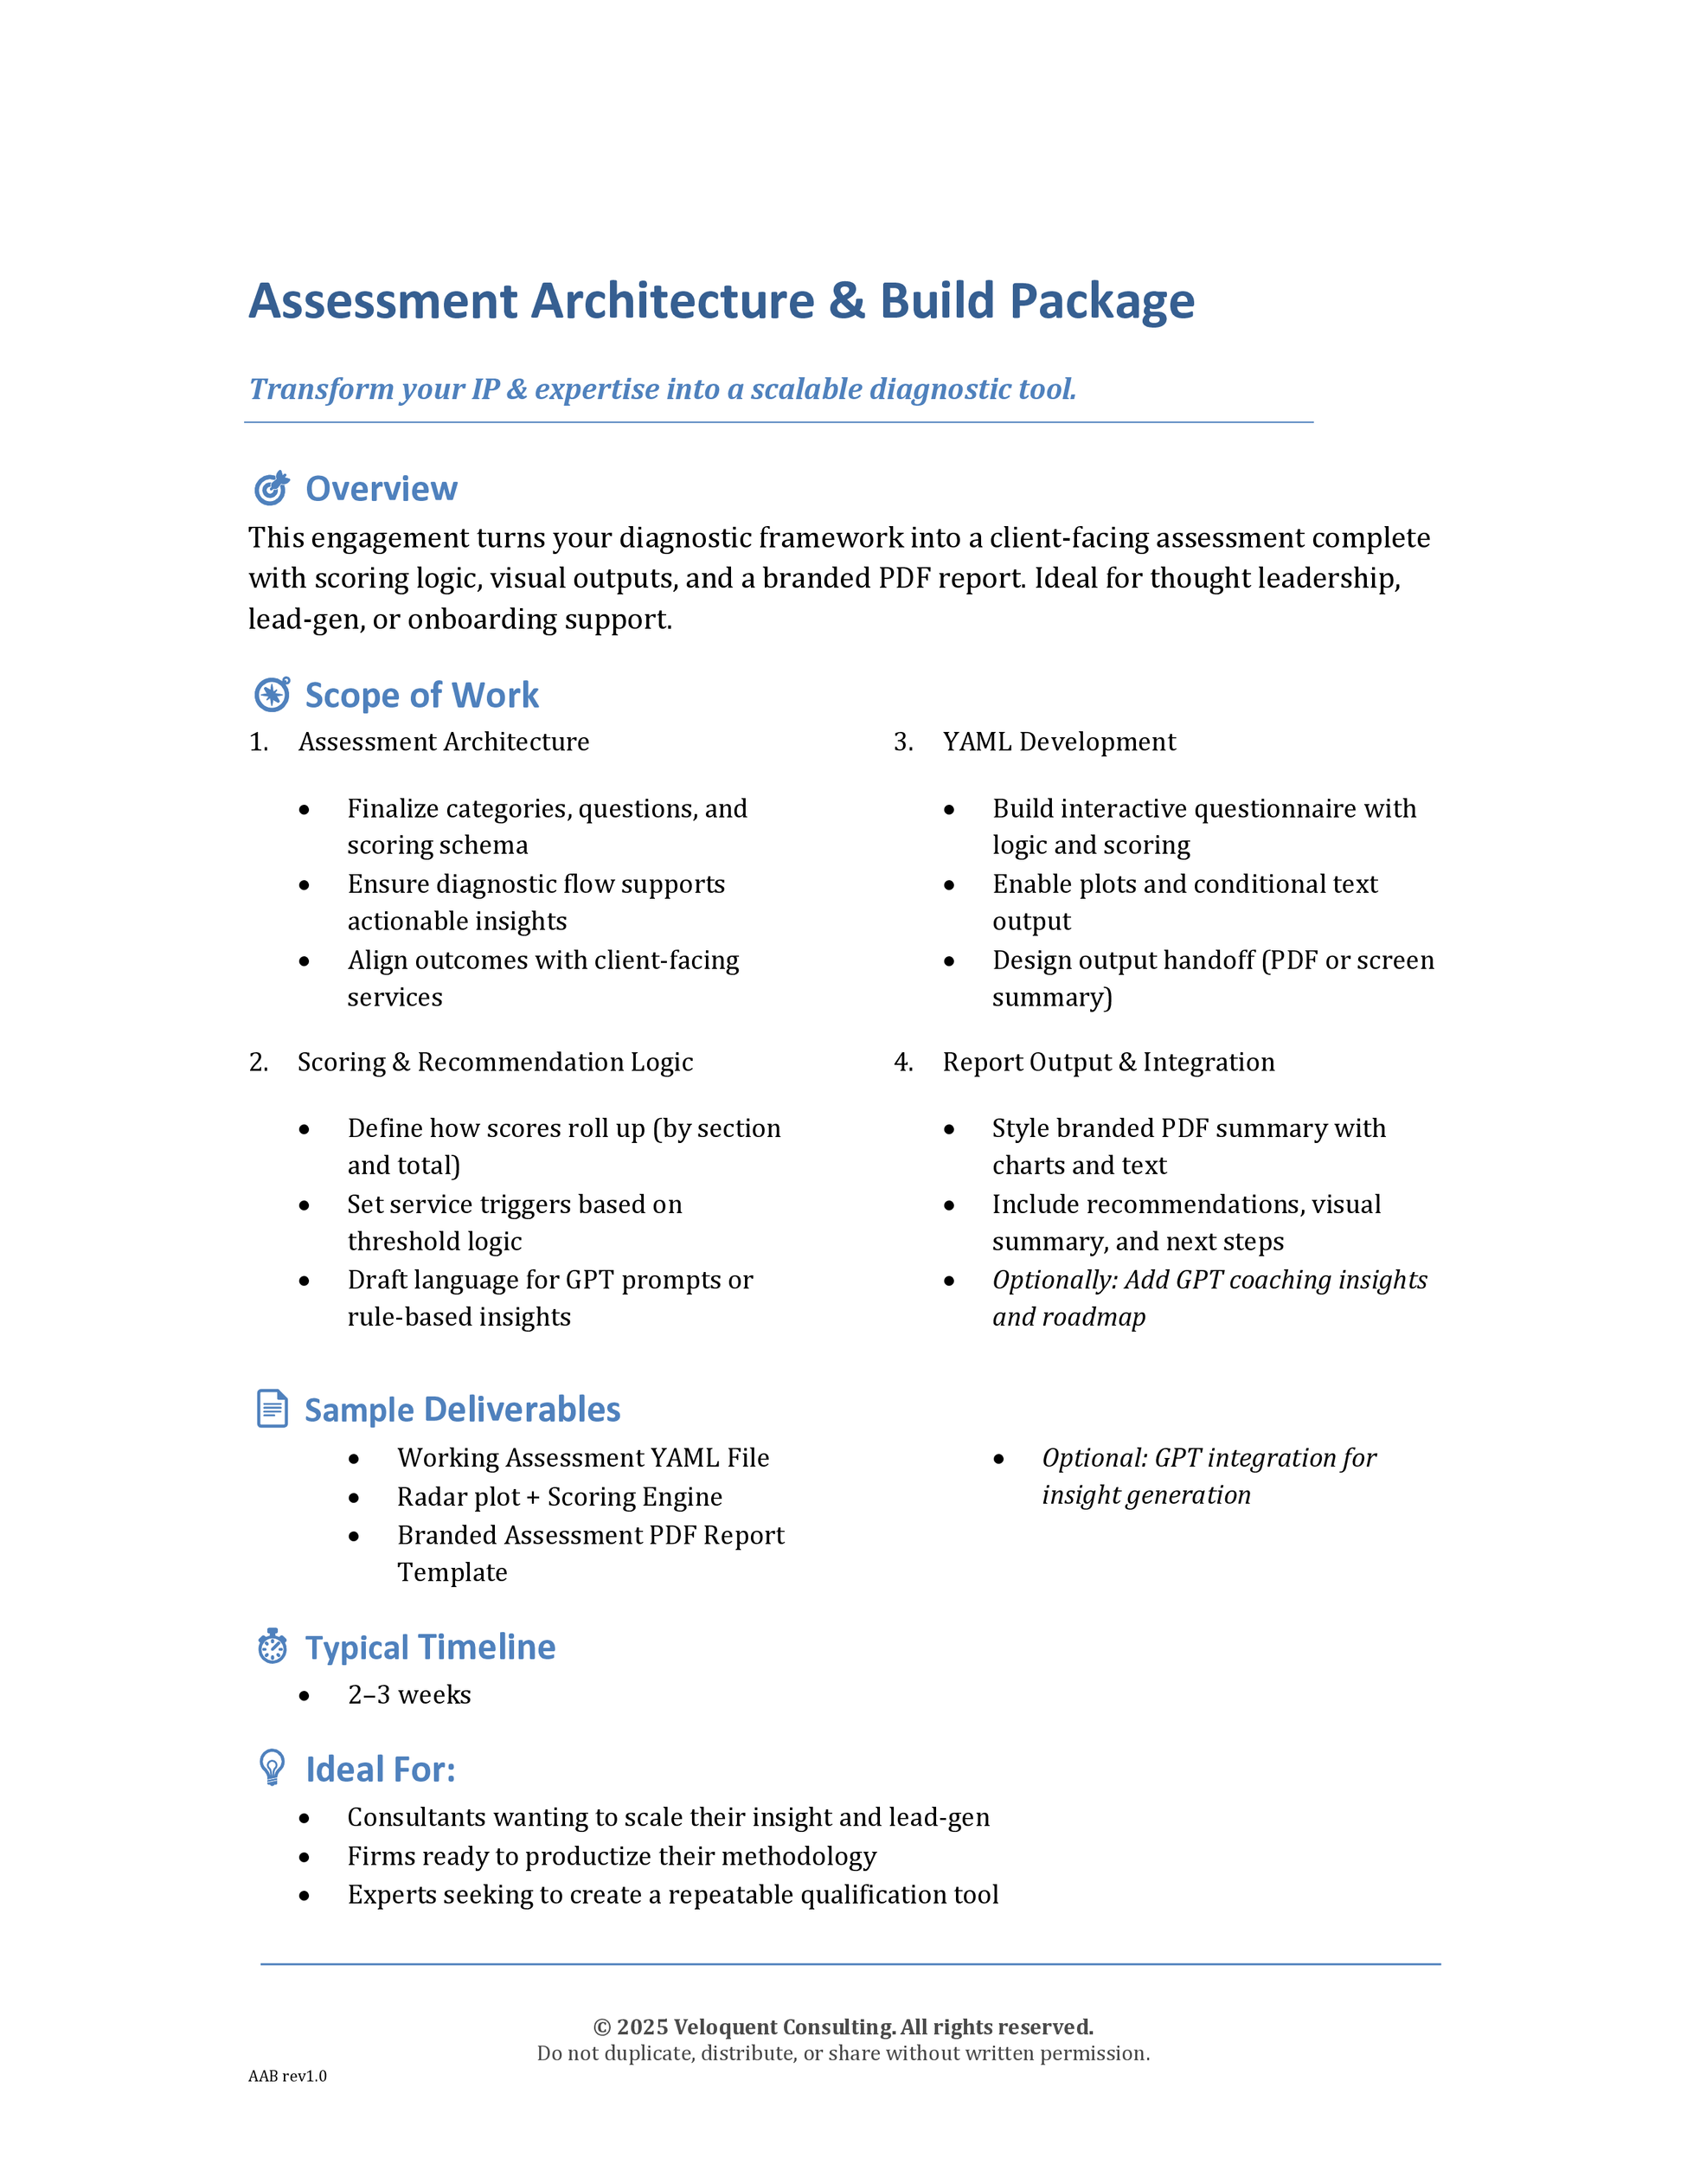 Assessment Architecture & Build Package
Transform your IP & expertise into a scalable diagnostic tool.
Overview
This engagement turns your diagnostic framework into a client-facing assessment complete
with scoring logic, visual outputs, and a branded PDF report. Ideal for thought leadership,
lead-gen, or onboarding support.
Scope of Work
1. Assessment Architecture
• Finalize categories, questions, and
scoring schema
• Ensure diagnostic flow supports
actionable insights
• Align outcomes with client-facing
services
2. Scoring & Recommendation Logic
• Define how scores roll up (by section
and total)
• Set service triggers based on
threshold logic
• Draft language for GPT prompts or
rule-based insights
3. YAML Development
• Build interactive questionnaire with
logic and scoring
• Enable plots and conditional text
output
• Design output handoff (PDF or screen
summary)
4. Report Output & Integration
• Style branded PDF summary with
charts and text
• Include recommendations, visual
summary, and next steps
• Optionally: Add GPT coaching insights
and roadmap
Sample Deliverables
• Working Assessment YAML File
• Radar plot + Scoring Engine
• Branded Assessment PDF Report
Template
• Optional: GPT integration for
insight generation
Typical Timeline
• 2–3 weeks
Ideal For:
• Consultants wanting to scale their insight and lead-gen
• Firms ready to productize their methodology
• Experts seeking to create a repeatable qualification tool
© 2025 Veloquent Consulting. All rights reserved.
Do not duplicate, distribute, or share without written permission.
AAB rev1.0